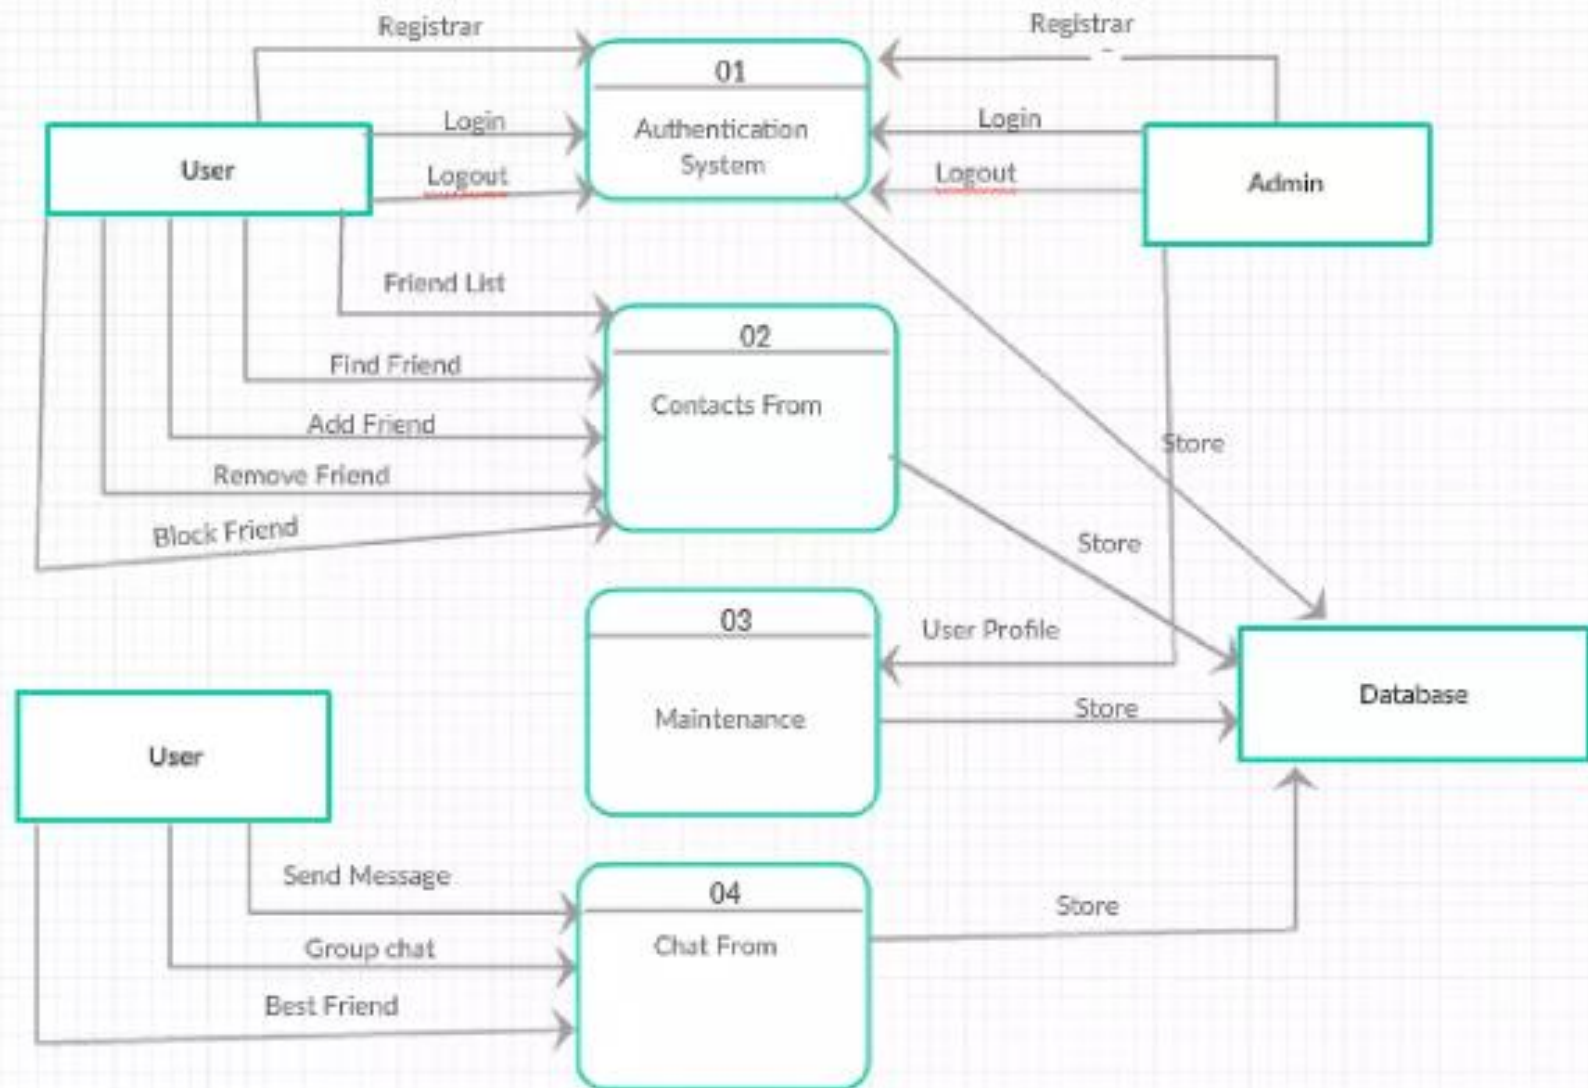 Registrar
Registrar
01
Login
Login
Authentication
System
User
Logout
Logout
Admin
Friend List
02
Find Friend
Contacts From
Add Friend
Store
Remove Friend
Block Friend
Store
03
User Profile
Database
Store
Maintenance
User
Send Message
04
Store
Group chat
Chat From
Best Friend